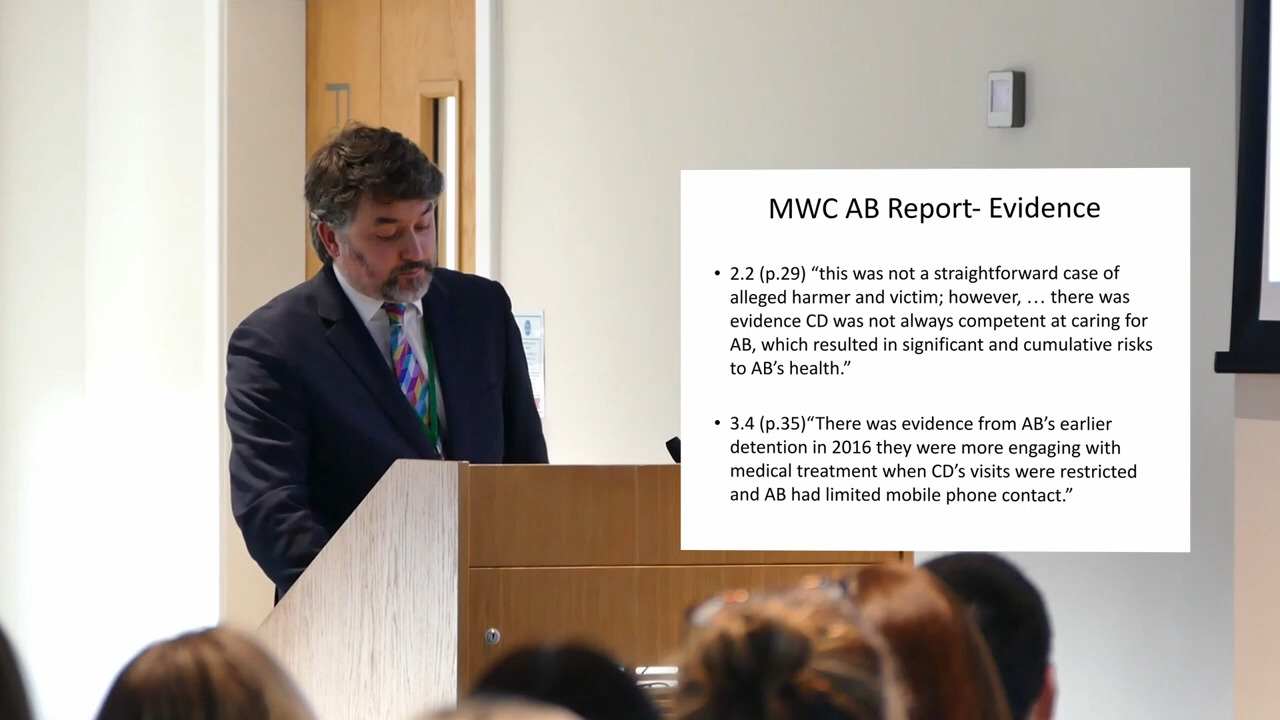 MWC AB Report- Evidence
• 2.2 (p.29) “this was not a straightforward case of
alleged harmer and victim; however, … there was
evidence CD was not always competent at caring for
AB, which resulted in significant and cumulative risks
to AB’s health.”
• 3.4 (p.35)“There was evidence from AB’s earlier
detention in 2016 they were more engaging with
medical treatment when CD’s visits were restricted
and AB had limited mobile phone contact.”